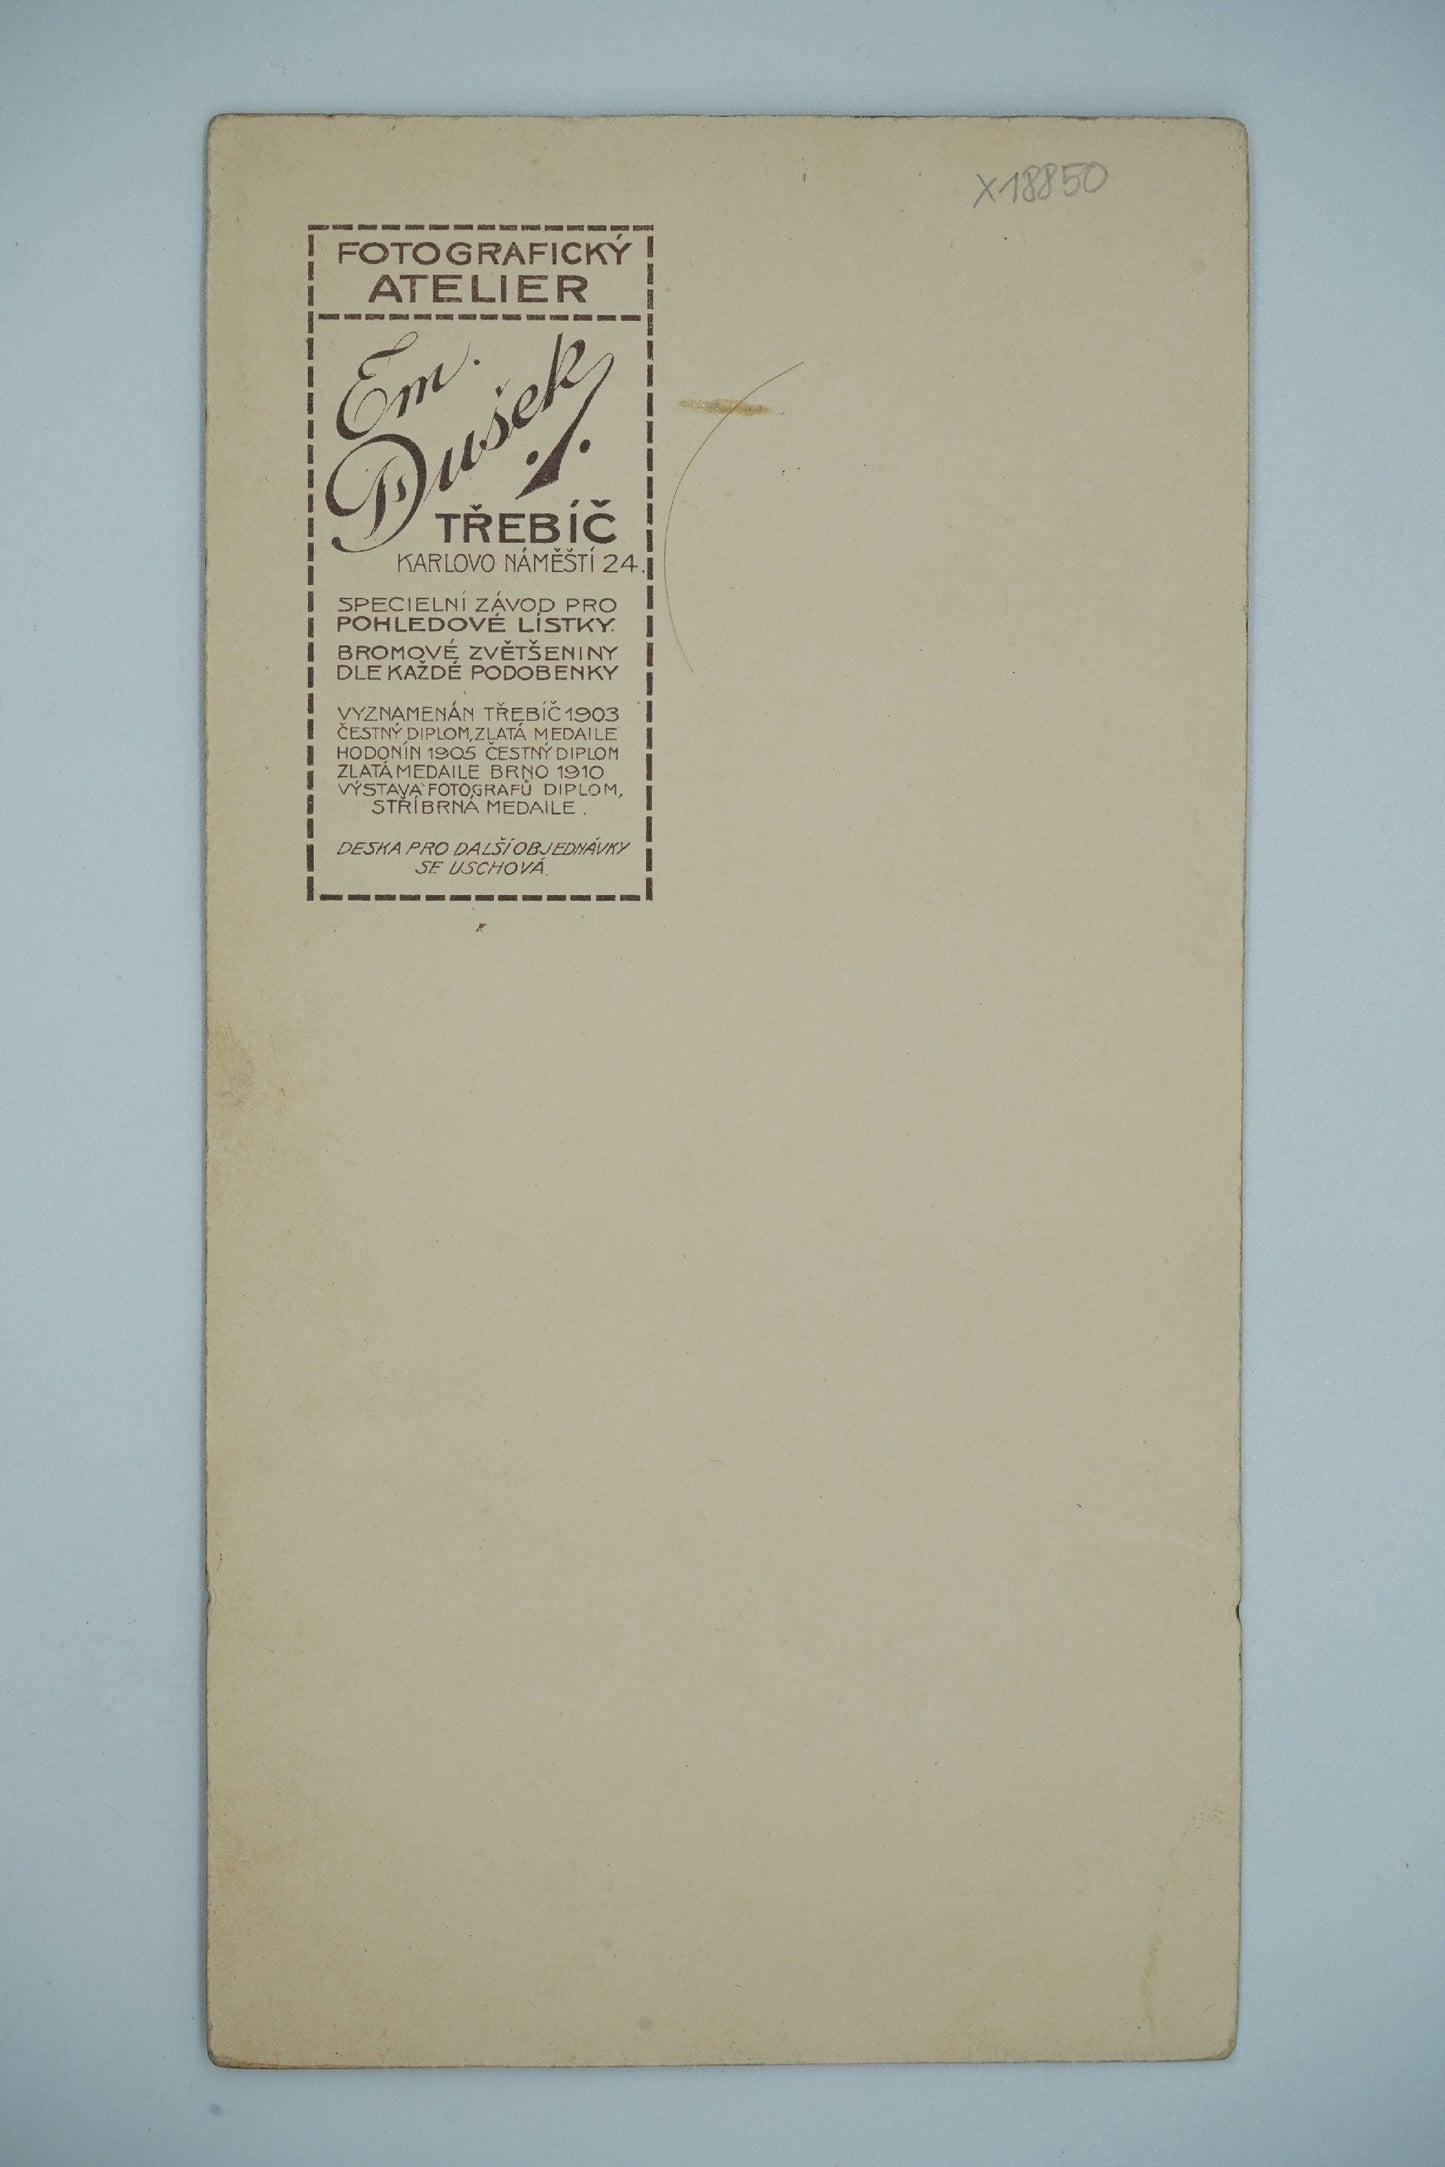 X18850
FOTOGRAFICKÝ
ATELIER
Em.
Dušek
TŘEBÍČ
KARLOVO NÁMĚSTÍ 24.
SPECIELNÍ ZÁVOD PRO
POHLEDOVÉ LÍSTKY.
BROMOVÉ ZVĚTŠENINY
DLE KAŽDÉ PODOBENKY
VYZNAMENÁN TŘEBÍČ 1903
ČESTNÝ DIPLOM, ZLATÁ MEDAILE
HODONÍN 1905 ČESTNÝ DIPLOM
ZLATÁ MEDAILE BRNO 1910
VÝSTAVA FOTOGRAFŮ DIPLOM,
STŘÍBRNÁ MEDAILE.
DESKA PRO DALŠÍ OBJEDNÁVKY
SE USCHOVÁ.